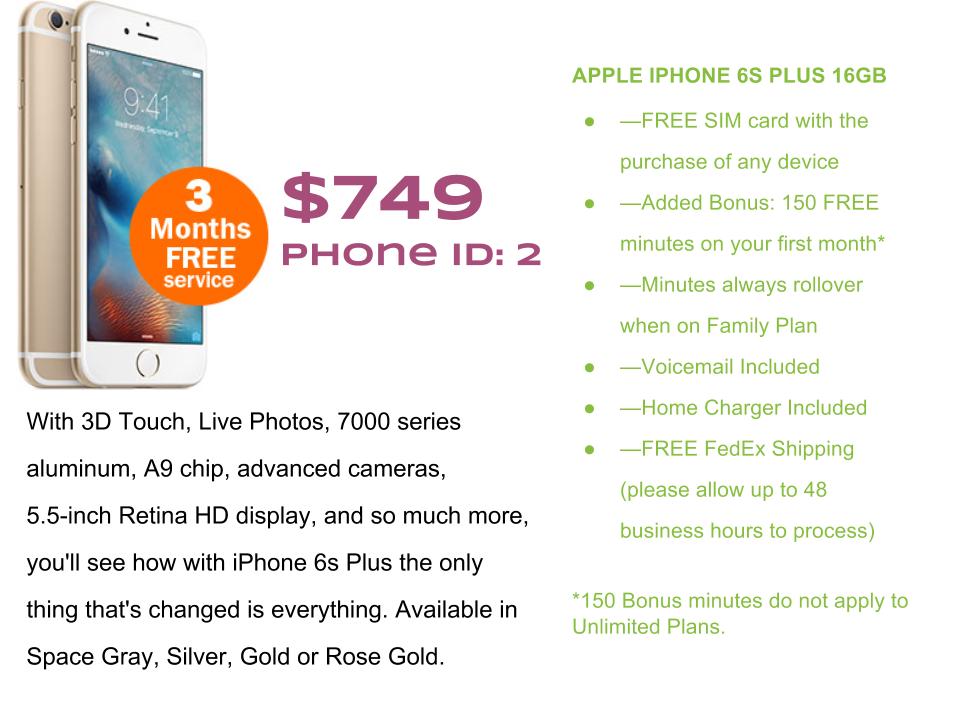 9:41
Wednesday, September 9
3
Months
FREE
service
$749
PHONE ID: 2
With 3D Touch, Live Photos, 7000 series
aluminum, A9 chip, advanced cameras,
5.5-inch Retina HD display, and so much more,
you'll see how with iPhone 6s Plus the only
thing that's changed is everything. Available in
Space Gray, Silver, Gold or Rose Gold.
APPLE IPHONE 6S PLUS 16GB
● —FREE SIM card with the
purchase of any device
● —Added Bonus: 150 FREE
minutes on your first month*
● —Minutes always rollover
when on Family Plan
● —Voicemail Included
● —Home Charger Included
● —FREE FedEx Shipping
(please allow up to 48
business hours to process)
*150 Bonus minutes do not apply to
Unlimited Plans.